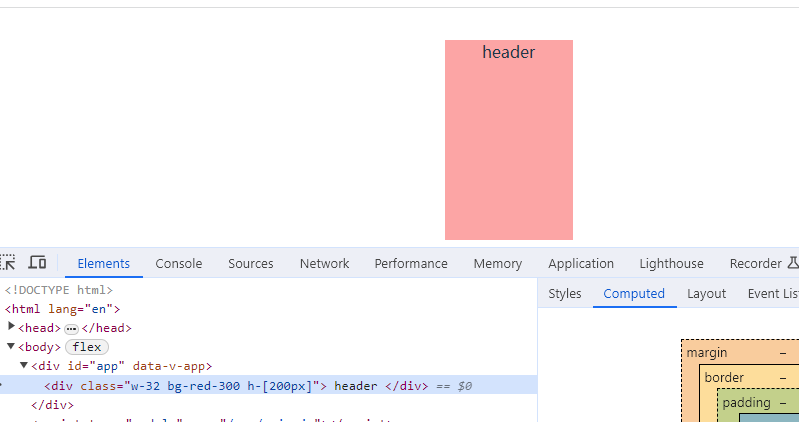 header
Elements Console Sources Network Performance Memory Application Lighthouse Recorder
<!DOCTYPE html>
<html lang="en">
<head> ••• </head>
<body> flex
<div id="app" data-v-app>
<div class="w-32 bg-red-300 h-[200px]"> header </div> == $0
</div>
Styles Computed Layout Event
margin –
border –
padding –